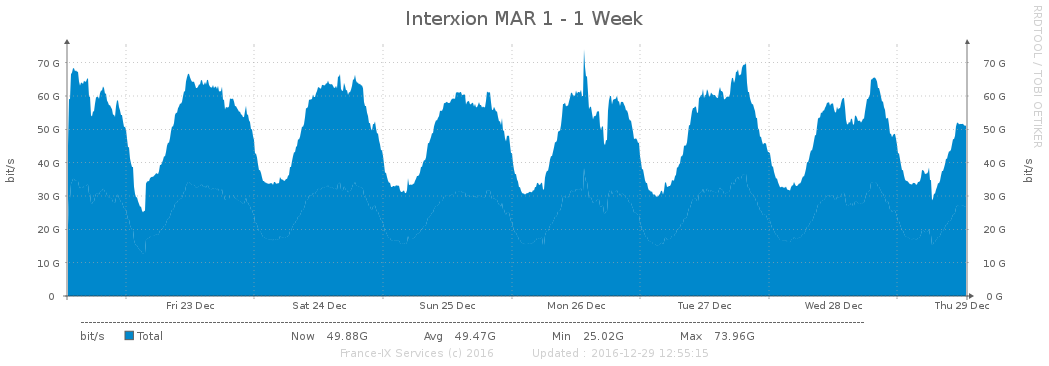 Interxion MAR 1 - 1 Week
RRDTOOL / TOBI OETIKER
bit/s
70 G 70 G
60 G 60 G
50 G 50 G
40 G 40 G
30 G 30 G
20 G 20 G
10 G 10 G
0 0 G
bit/s
Fri 23 Dec Sat 24 Dec Sun 25 Dec Mon 26 Dec Tue 27 Dec Wed 28 Dec Thu 29 Dec
bit/s Total Now 49.88G Avg 49.47G Min 25.02G Max 73.96G
France-IX Services (c) 2016 Updated : 2016-12-29 12:55:15